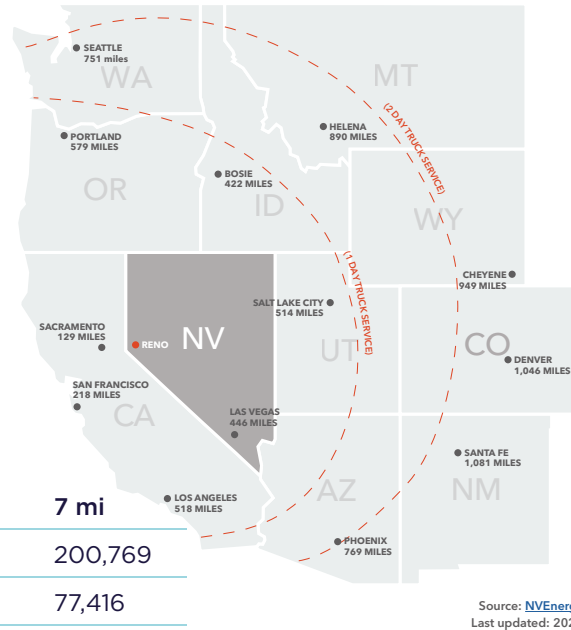 SEATTLE
751 miles
WA
MT
(2 DAY TRUCK SERVICE)
HELENA
890 MILES
PORTLAND
579 MILES
BOSIE
422 MILES
OR
ID
WY
(1 DAY TRUCK SERVICE)
CHEYENE
949 MILES
SALT LAKE CITY
514 MILES
SACRAMENTO
129 MILES
RENO
NV
UT
CO
DENVER
1,046 MILES
SAN FRANCISCO
218 MILES
CA
LAS VEGAS
446 MILES
SANTA FE
1,081 MILES
AZ
NM
LOS ANGELES
518 MILES
PHOENIX
769 MILES
7 mi
200,769
77,416
Source: NVEnerg
Last updated: 202